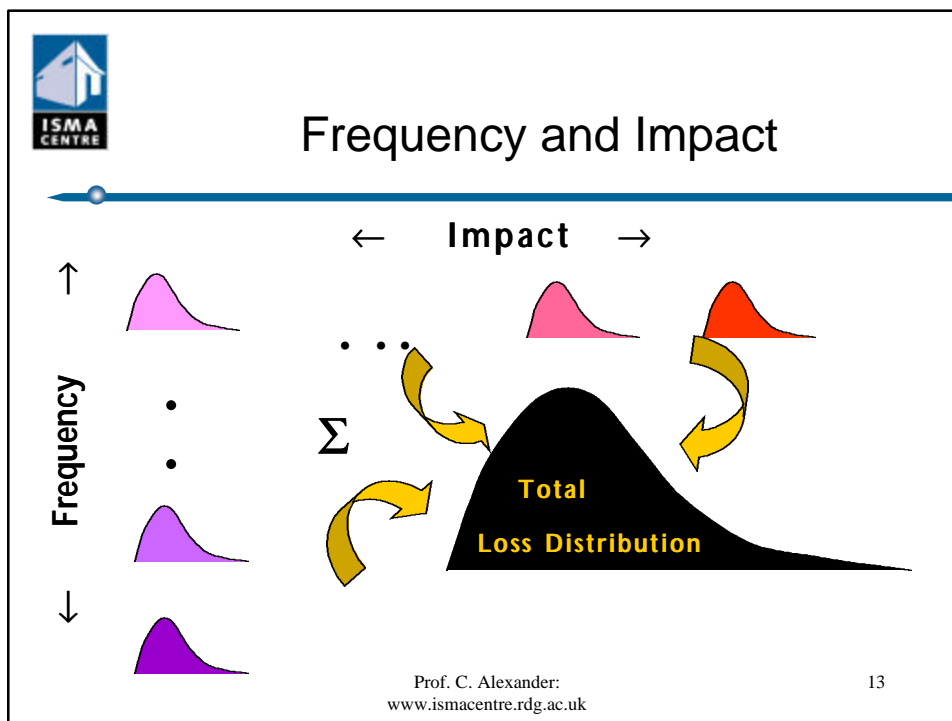 ISMA
CENTRE
Frequency and Impact
← Impact →
↑
Frequency
↓
• • •
•
•
Σ
Total
Loss Distribution
Prof. C. Alexander:
www.ismacentre.rdg.ac.uk
13